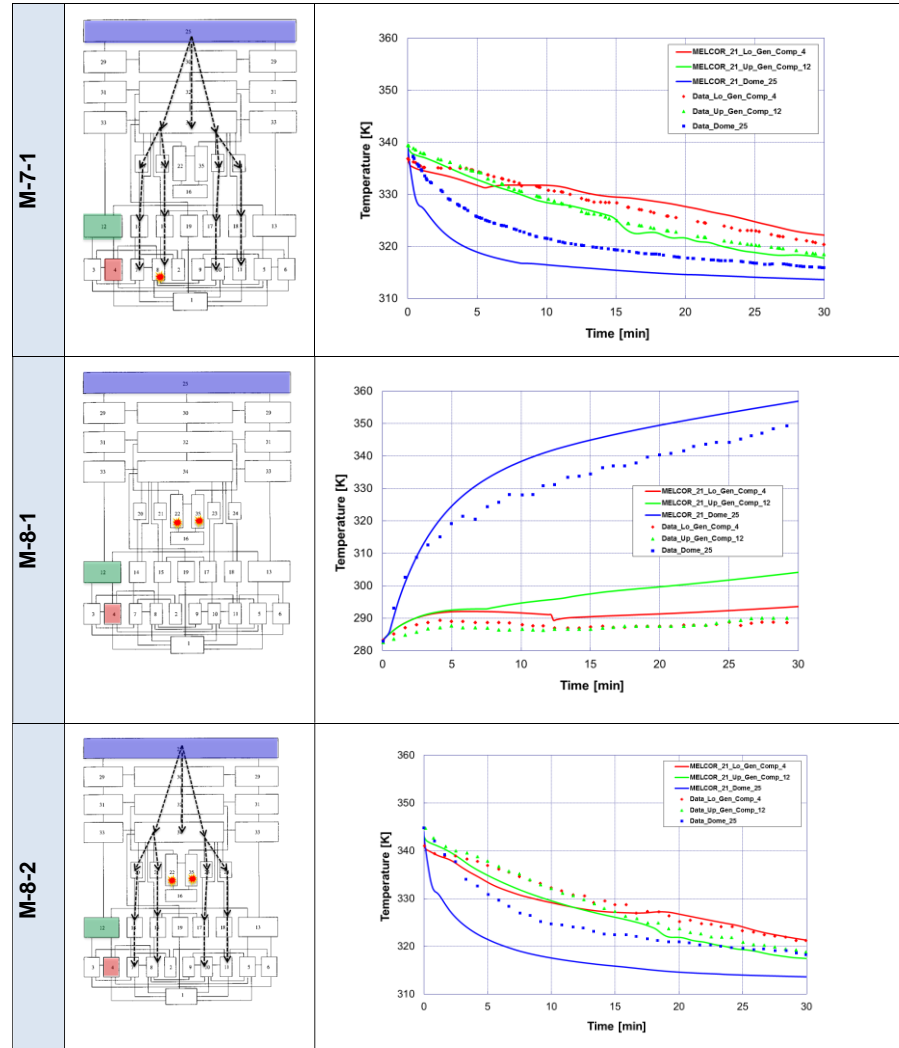 M-7-1
25
29 29
31 32 31
33 33
22 35
16
12 19 17 13
3 4 8 2 9 5 6
1
360
350
340
330
320
310
Temperature [K]
0 5 10 15 20 25 30
Time [min]
MELCOR_21_Lo_Gen_Comp_4
MELCOR_21_Up_Gen_Comp_12
MELCOR_21_Dome_25
Data_Lo_Gen_Comp_4
Data_Up_Gen_Comp_12
Data_Dome_25
M-8-1
25
29 30 29
31 32 31
33 34 33
20 21 22 35 23 24
16
12 14 15 19 17 18 13
3 4 7 8 2 9 10 11 5 6
1
360
350
340
330
320
310
300
290
280
Temperature [K]
0 5 10 15 20 25 30
Time [min]
MELCOR_21_Lo_Gen_Comp_4
MELCOR_21_Up_Gen_Comp_12
MELCOR_21_Dome_25
Data_Lo_Gen_Comp_4
Data_Up_Gen_Comp_12
Data_Dome_25
M-8-2
29 29
31 31
33 33
22 35
16
12 19 17 13
3 4 8 2 9 5 6
1
360
350
340
330
320
310
Temperature [K]
0 5 10 15 20 25 30
Time [min]
MELCOR_21_Lo_Gen_Comp_4
MELCOR_21_Up_Gen_Comp_12
MELCOR_21_Dome_25
Data_Lo_Gen_Comp_4
Data_Up_Gen_Comp_12
Data_Dome_25